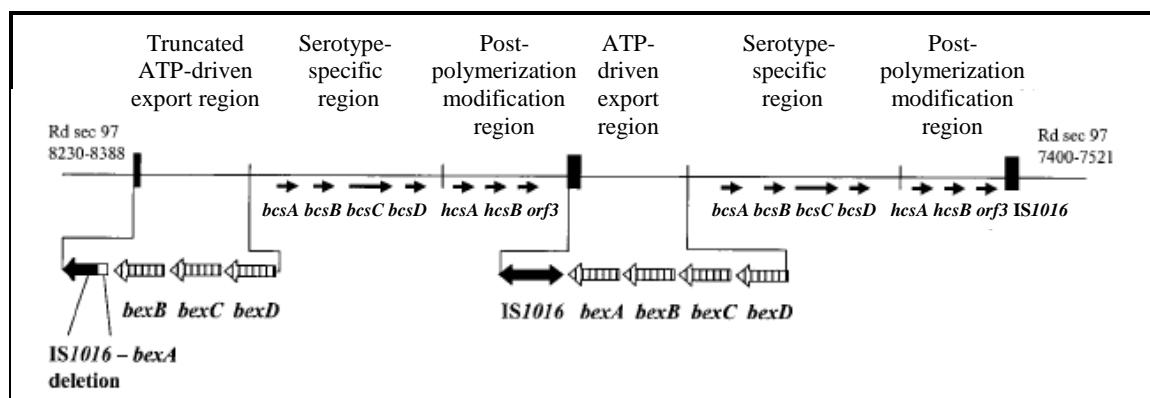 Truncated
ATP-driven
export region
Serotype-
specific
region
Post-
polymerization
modification
region
ATP-
driven
export
region
Serotype-
specific
region
Post-
polymerization
modification
region
Rd sec 97
8230-8388
Rd sec 97
7400-7521
bcsA bcsB bcsC bcsD hcsA hcsB orf3
bcsA bcsB bcsC bcsD hcsA hcsB orf3 IS1016
bexB bexC bexD
IS1016 bexA bexB bexC bexD
IS1016 – bexA
deletion